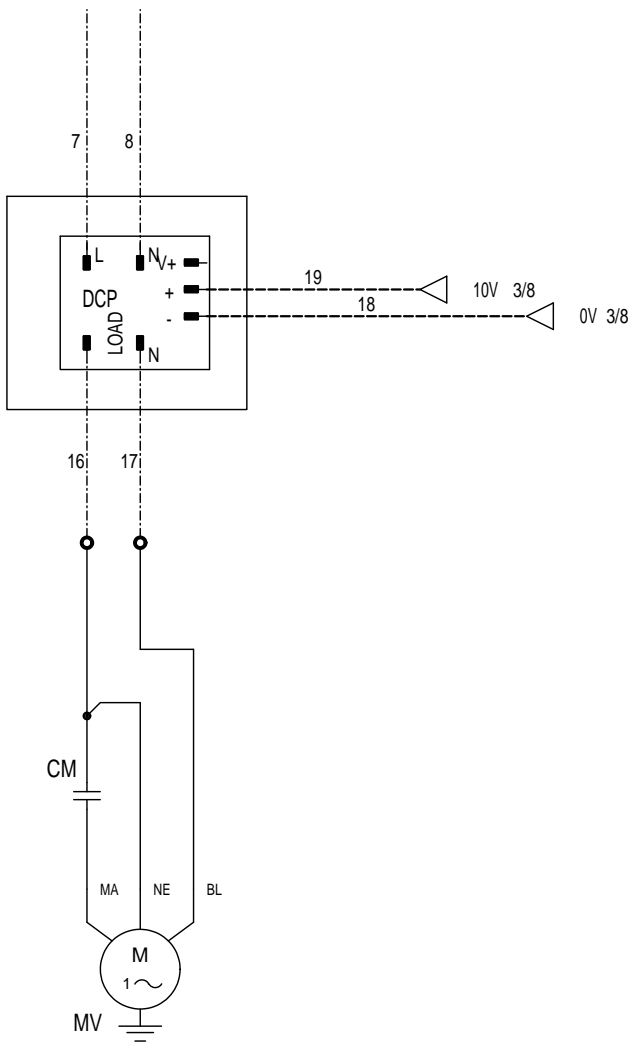 7 8
L N V+
+ 19 10V 3/8
DCP
LOAD
- 18 0V 3/8
N
16 17
CM
MA NE BL
M
1
MV